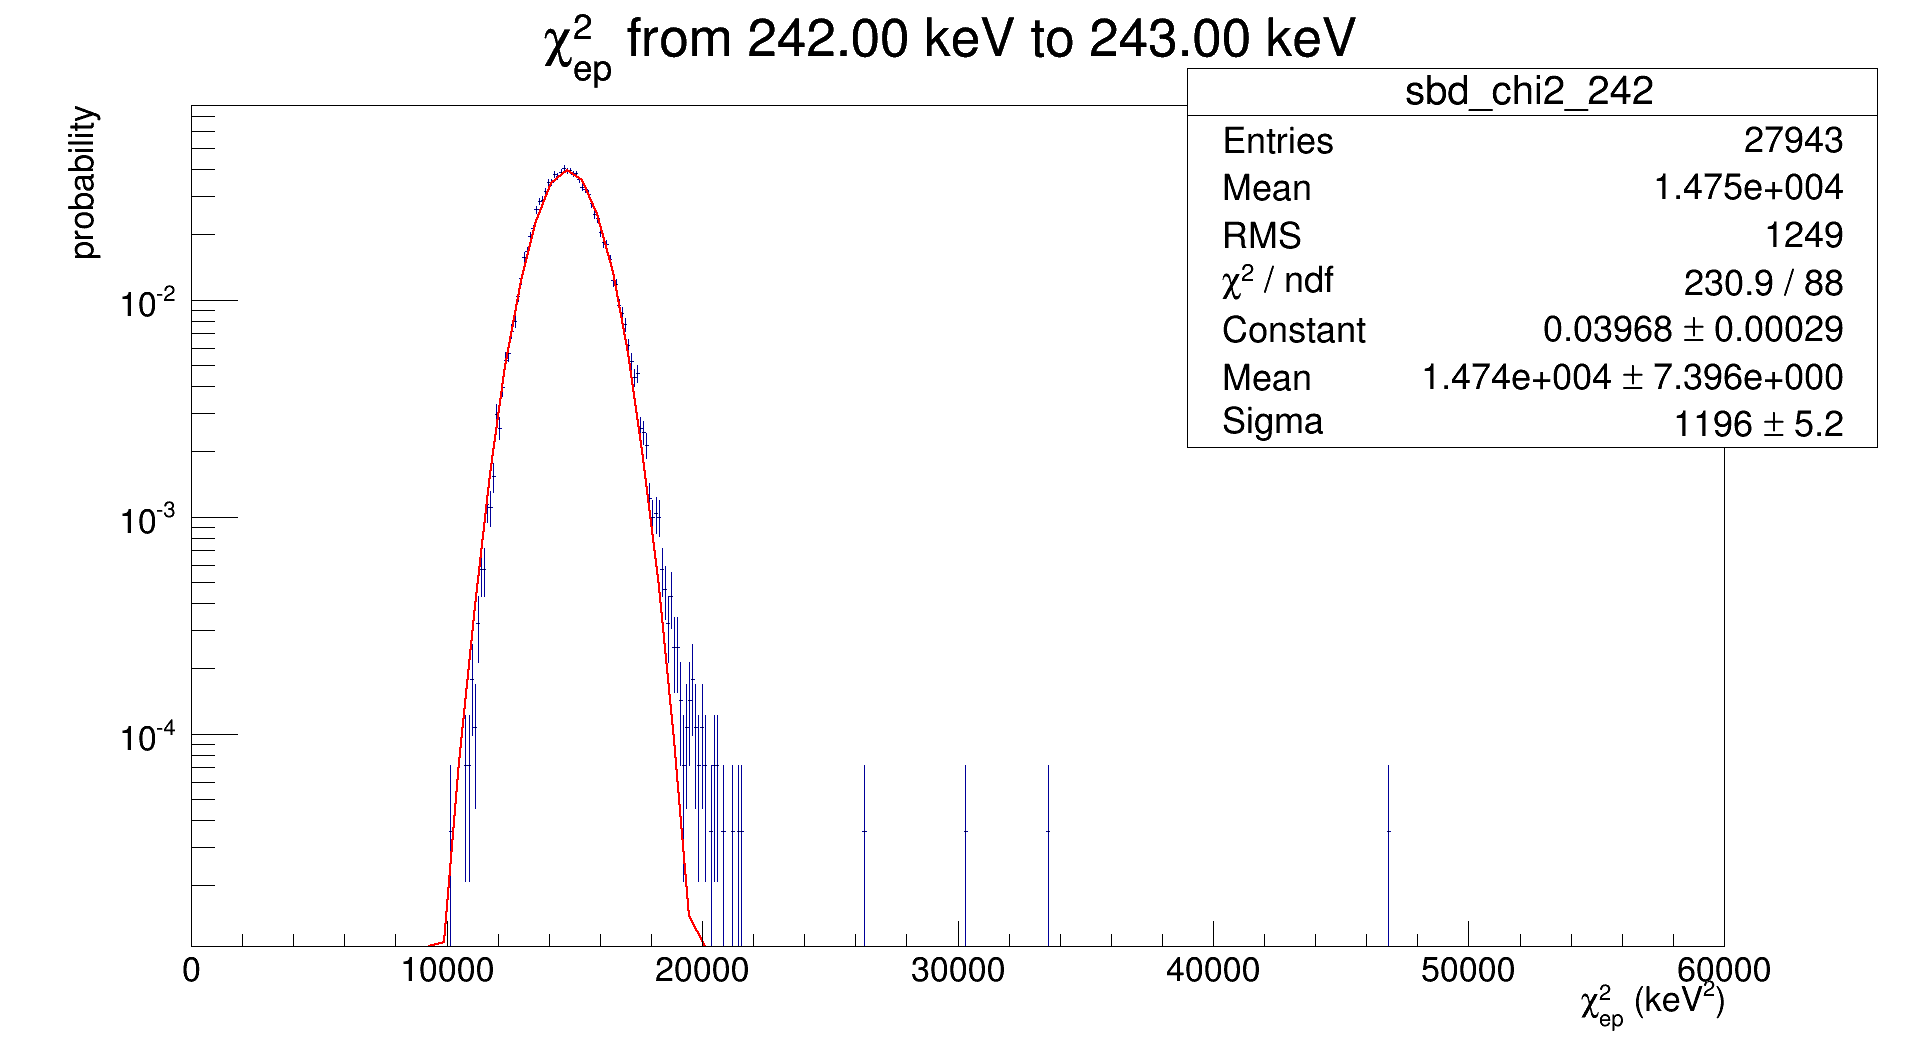 χ²ep from 242.00 keV to 243.00 keV
sbd_chi2_242
Entries 27943
Mean 1.475e+004
RMS 1249
χ² / ndf 230.9 / 88
Constant 0.03968 ± 0.00029
Mean 1.474e+004 ± 7.396e+000
Sigma 1196 ± 5.2
probability
10⁻²
10⁻³
10⁻⁴
0 10000 20000 30000 40000 50000 60000
χ²ep (keV²)